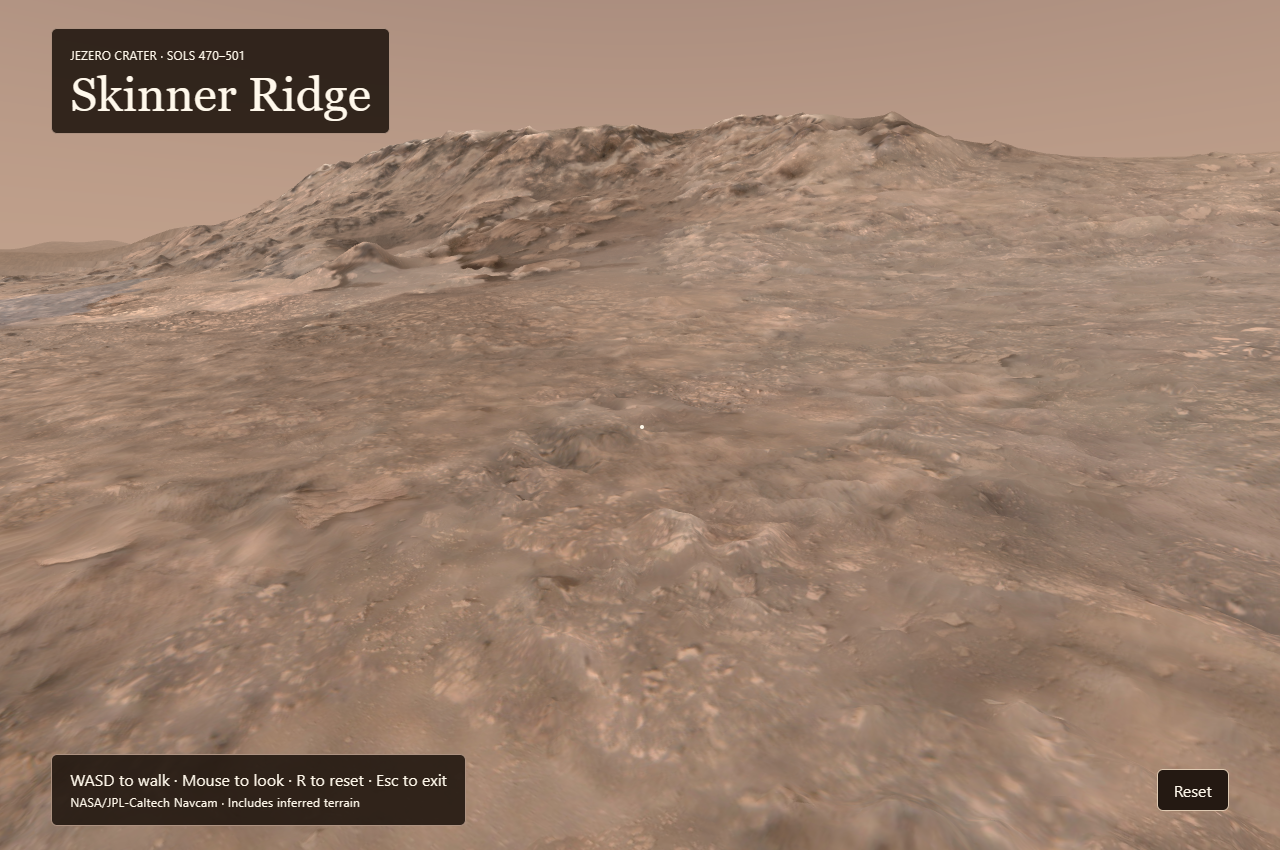 JEZERO CRATER · SOLS 470–501
Skinner Ridge
WASD to walk · Mouse to look · R to reset · Esc to exit
NASA/JPL-Caltech Navcam · Includes inferred terrain
Reset